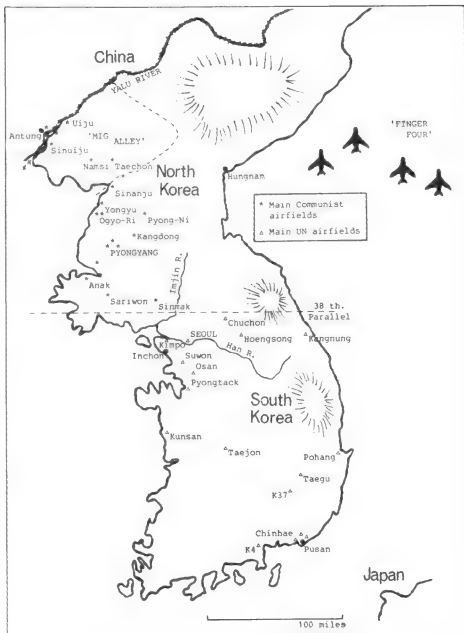 China
YALU RIVER
Uiju
Antung
'MIG
ALLEY'
Sinuiju
Namsi
Taechon
North
Korea
'FINGER
FOUR'
Hungnam
Sinanju
* Main Communist
airfields
△ Main UN airfields
Yongyu
Ogyo-Ri
Pyong-Ni
Kangdong
PYONGYANG
Imjin R.
Anak
Sariwon
Sinmak
38 th.
Parallel
Chuchon
SEOUL
Hoengsong
Kangnung
Kimpo
Han R.
Inchon
Suwon
Osan
Pyongtack
South
Korea
Kunsan
Taejon
Pohang
Taegu
K37
Chinhae
K4
Pusan
Japan
100 miles